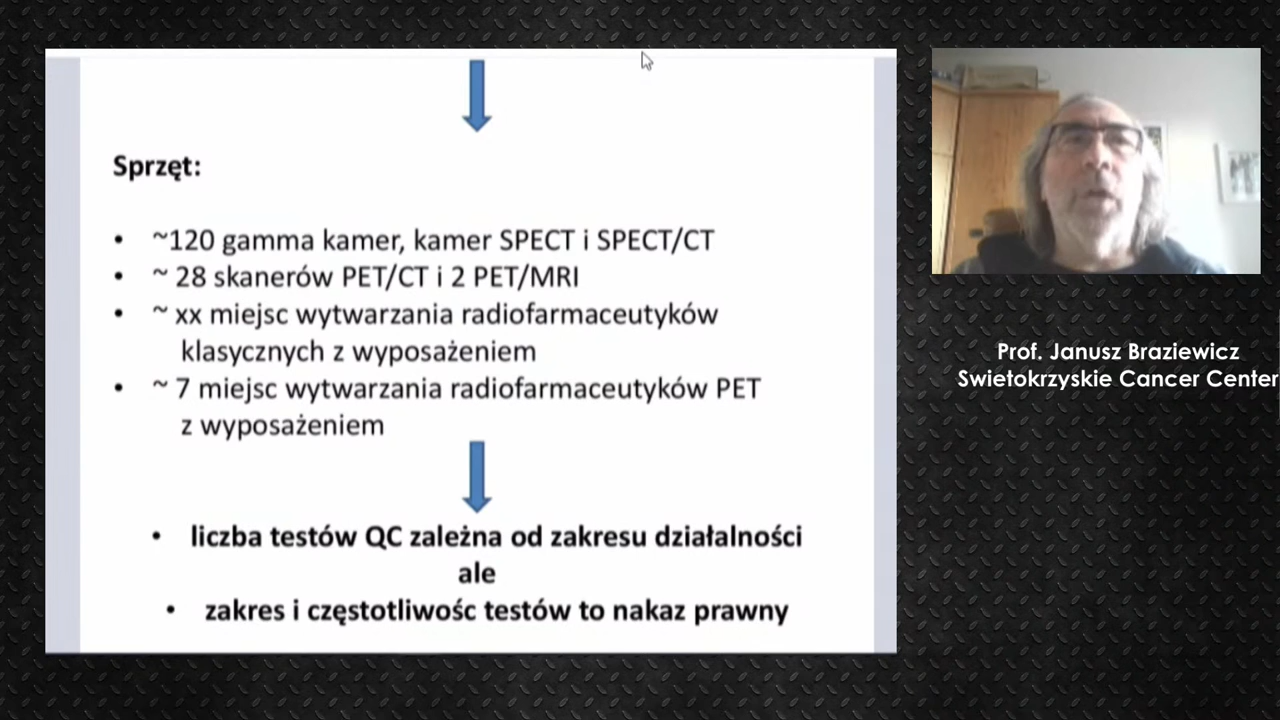 Sprzęt:
• ~120 gamma kamer, kamer SPECT i SPECT/CT
• ~ 28 skanerów PET/CT i 2 PET/MRI
• ~ xx miejsc wytwarzania radiofarmaceutyków
klasycznych z wyposażeniem
• ~ 7 miejsc wytwarzania radiofarmaceutyków PET
z wyposażeniem
• liczba testów QC zależna od zakresu działalności
ale
• zakres i częstotliwośc testów to nakaz prawny
Prof. Janusz Braziewicz
Swietokrzyskie Cancer Center